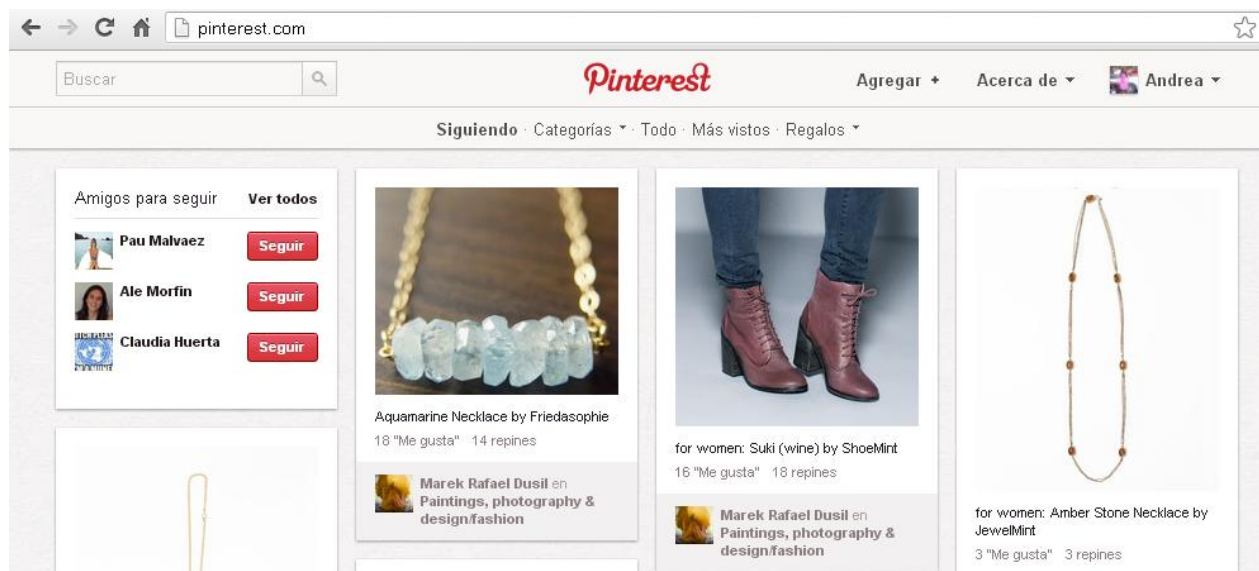 pinterest.com
Buscar
Pinterest
Agregar +
Acerca de
Andrea
Siguiendo · Categorías · Todo · Más vistos · Regalos
Amigos para seguir Ver todos
Pau Malvaez Seguir
Ale Morfin Seguir
Claudia Huerta Seguir
Aquamarine Necklace by Friedasophie
18 "Me gusta" 14 repines
Marek Rafael Dusil en
Paintings, photography &
design/fashion
for women: Suki (wine) by ShoeMint
16 "Me gusta" 18 repines
Marek Rafael Dusil en
Paintings, photography &
design/fashion
for women: Amber Stone Necklace by
JewelMint
3 "Me gusta" 3 repines